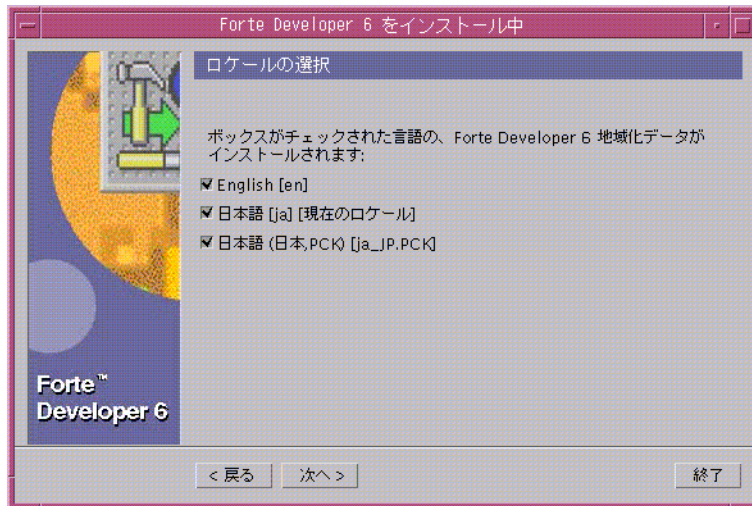 Forte Developer 6 をインストール中
ロケールの選択
ボックスがチェックされた言語の、Forte Developer 6 地域化データが
インストールされます:
English [en]
日本語 [ja] [現在のロケール]
日本語 (日本,PCK) [ja_JP.PCK]
Forte™
Developer 6
< 戻る
次へ >
終了